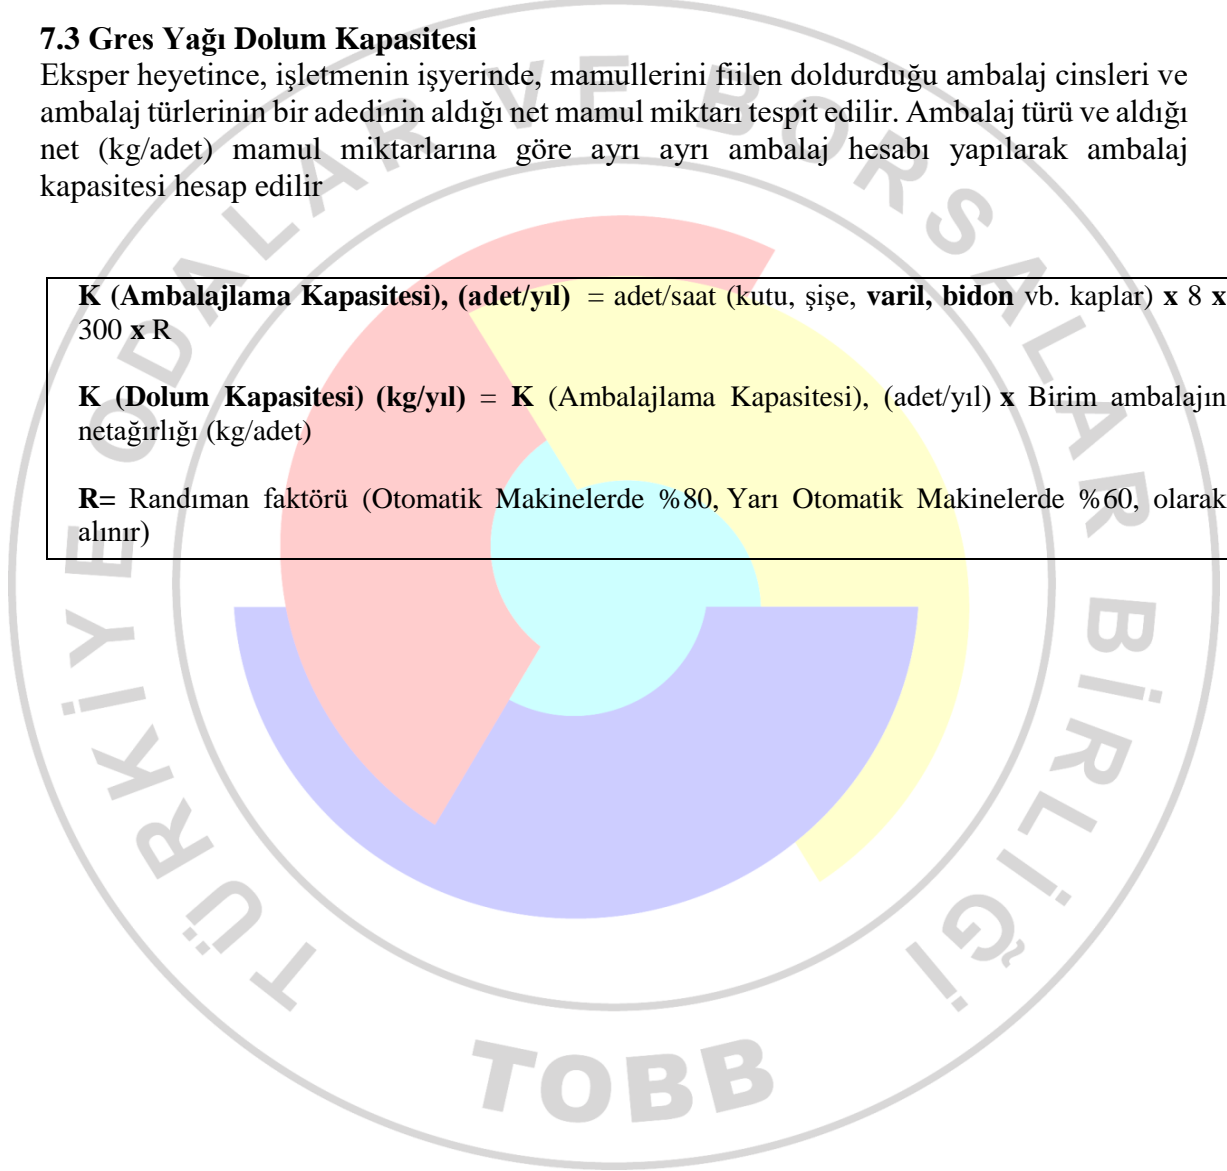 7.3 Gres Yağı Dolum Kapasitesi
Eksper heyetince, işletmenin işyerinde, mamullerini fiilen doldurduğu ambalaj cinsleri ve
ambalaj türlerinin bir adedinin aldığı net mamul miktarı tespit edilir. Ambalaj türü ve aldığı
net (kg/adet) mamul miktarlarına göre ayrı ayrı ambalaj hesabı yapılarak ambalaj
kapasitesi hesap edilir
K (Ambalajlama Kapasitesi), (adet/yıl) = adet/saat (kutu, şişe, varil, bidon vb. kaplar) x 8 x
300 x R
K (Dolum Kapasitesi) (kg/yıl) = K (Ambalajlama Kapasitesi), (adet/yıl) x Birim ambalajın
netağırlığı (kg/adet)
R= Randıman faktörü (Otomatik Makinelerde %80, Yarı Otomatik Makinelerde %60, olarak
alınır)
TÜRKİYE ODALAR VE BORSALAR BİRLİĞİ
TOBB